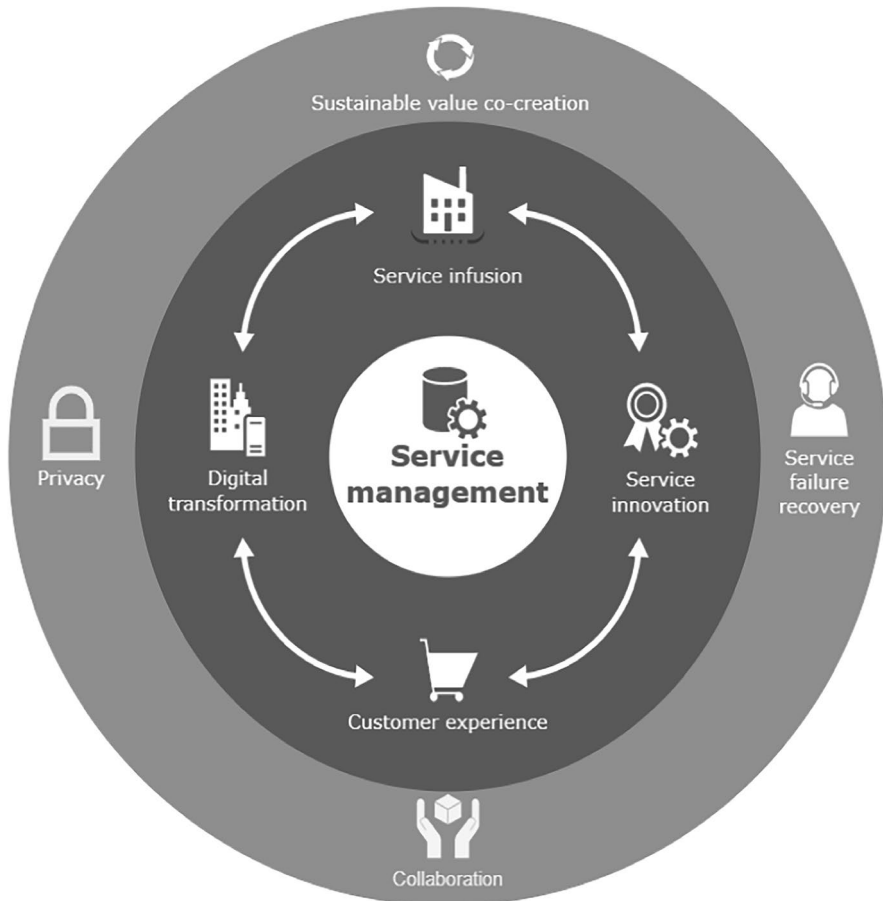 Sustainable value co-creation
Service infusion
Privacy
Digital
transformation
Service
management
Service
innovation
Service
failure
recovery
Customer experience
Collaboration